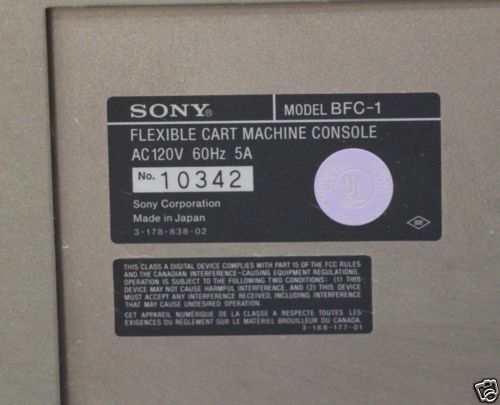 SONY® MODEL BFC-1
FLEXIBLE CART MACHINE CONSOLE
AC120V 60Hz 5A
No. 10342
UL
Sony Corporation
Made in Japan
3-178-838-02
THIS CLASS A DIGITAL DEVICE COMPLIES WITH PART 15 OF THE FCC RULES
AND THE CANADIAN INTERFERENCE-CAUSING EQUIPMENT REGULATIONS.
OPERATION IS SUBJECT TO THE FOLLOWING TWO CONDITIONS: (1) THIS
DEVICE MAY NOT CAUSE HARMFUL INTERFERENCE, AND (2) THIS DEVICE
MUST ACCEPT ANY INTERFERENCE RECEIVED, INCLUDING INTERFERENCE
THAT MAY CAUSE UNDESIRED OPERATION.
CET APPAREIL NUMÉRIQUE DE LA CLASSE A RESPECTE TOUTES LES
EXIGENCES DU RÈGLEMENT SUR LE MATÉRIEL BROUILLEUR DU CANADA.
3-188-177-01